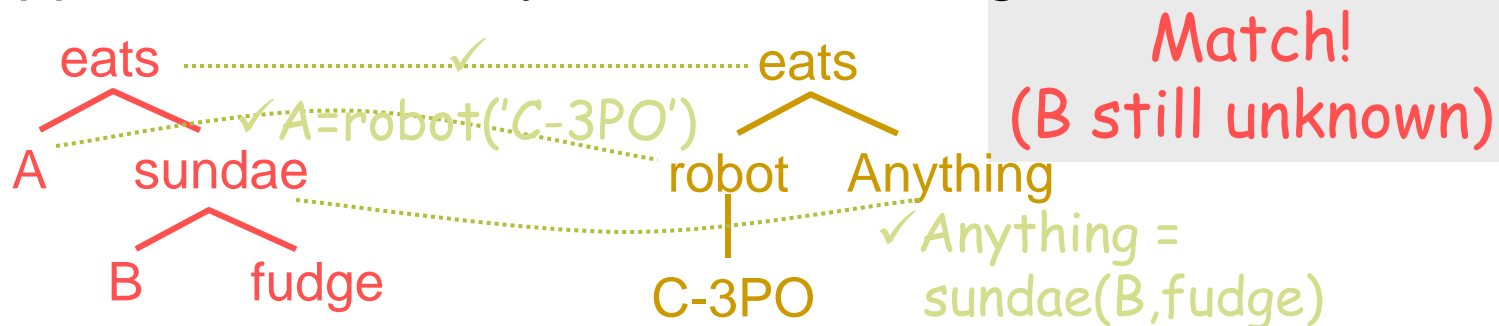 eats
eats
Match!
(B still unknown)
✓
✓ A=robot('C-3PO')
A
sundae
robot
Anything
✓ Anything =
sundae(B,fudge)
B
fudge
C-3PO